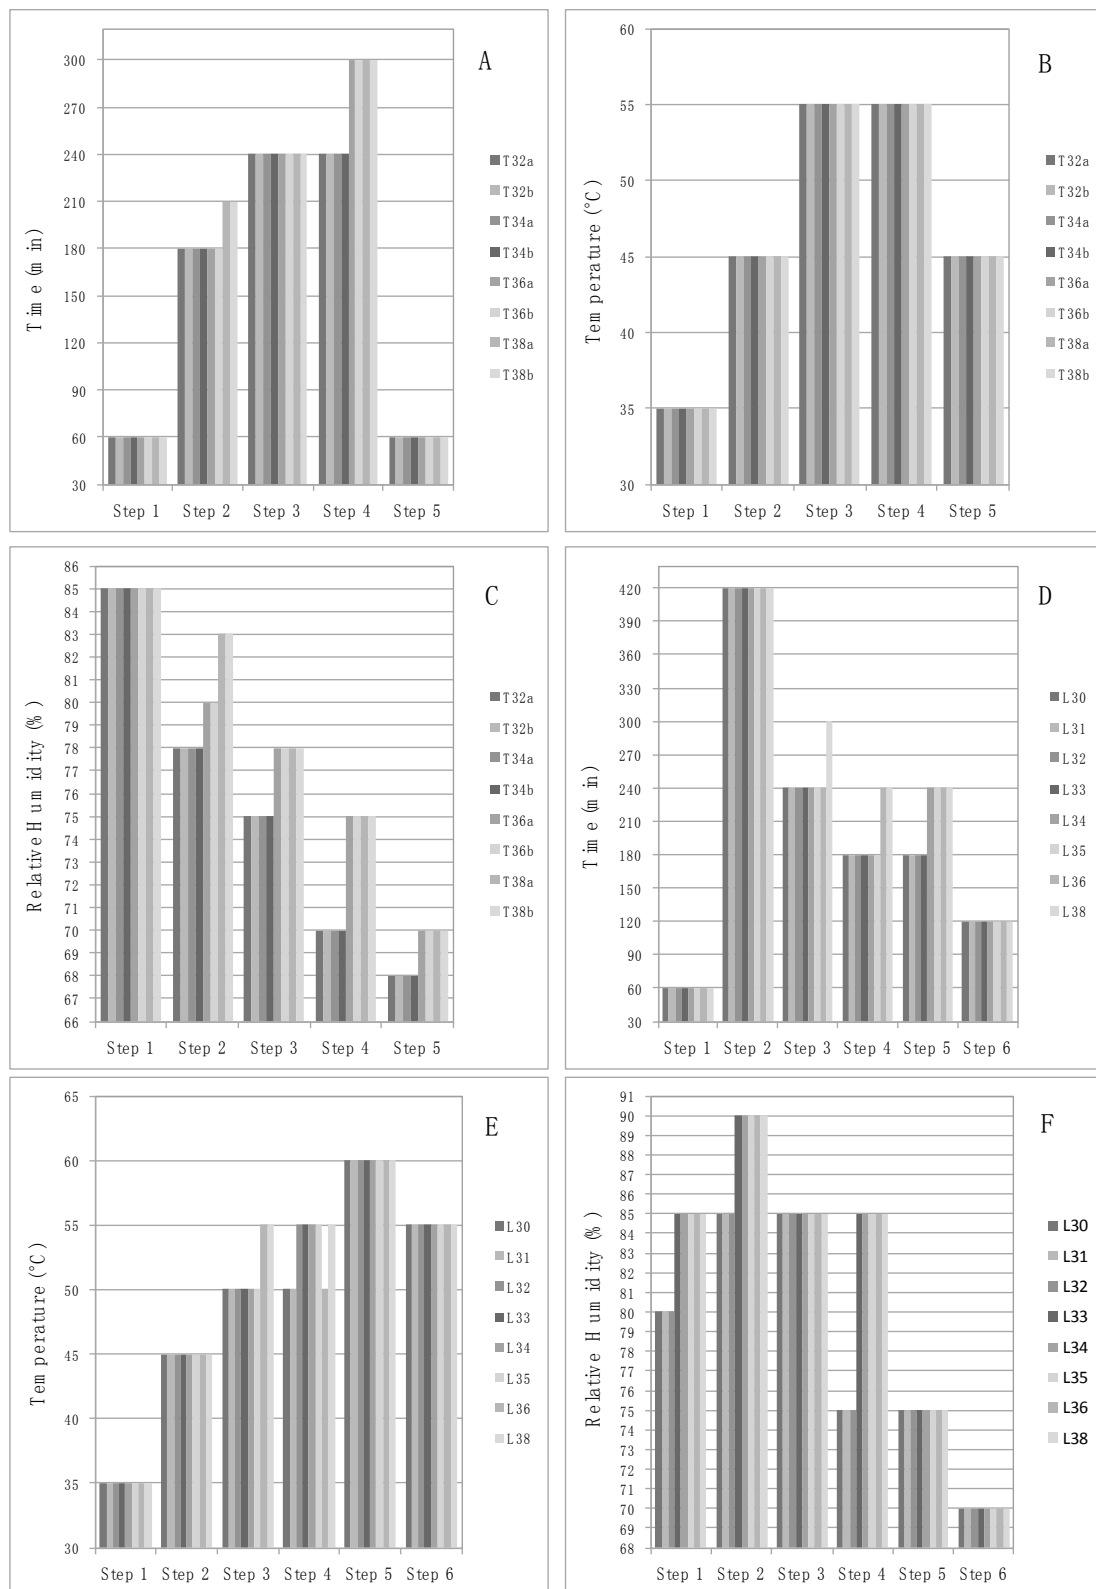 A
Time (min)
300
270
240
210
180
150
120
90
60
30
Step 1 Step 2 Step 3 Step 4 Step 5
T32a
T32b
T34a
T34b
T36a
T36b
T38a
T38b
B
Temperature (°C)
60
55
50
45
40
35
30
Step 1 Step 2 Step 3 Step 4 Step 5
T32a
T32b
T34a
T34b
T36a
T36b
T38a
T38b
C
Relative Humidity (%)
86
85
84
83
82
81
80
79
78
77
76
75
74
73
72
71
70
69
68
67
66
Step 1 Step 2 Step 3 Step 4 Step 5
T32a
T32b
T34a
T34b
T36a
T36b
T38a
T38b
D
Time (min)
420
390
360
330
300
270
240
210
180
150
120
90
60
30
Step 1 Step 2 Step 3 Step 4 Step 5 Step 6
L30
L31
L32
L33
L34
L35
L36
L38
E
Temperature (°C)
65
60
55
50
45
40
35
30
Step 1 Step 2 Step 3 Step 4 Step 5 Step 6
L30
L31
L32
L33
L34
L35
L36
L38
F
Relative Humidity (%)
91
90
89
88
87
86
85
84
83
82
81
80
79
78
77
76
75
74
73
72
71
70
69
68
Step 1 Step 2 Step 3 Step 4 Step 5 Step 6
L30
L31
L32
L33
L34
L35
L36
L38